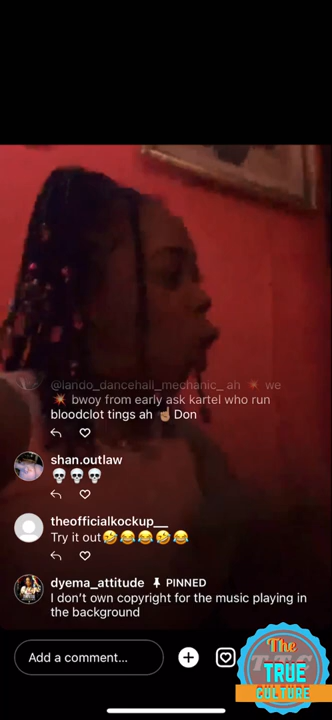 @lando_dancehall_mechanic_ ah 💥 we
💥 bwoy from early ask kartel who run
bloodclot tings ah ☝🏽Don
shan.outlaw
💀💀💀
theofficialkockup__
Try it out🤣😂😂🤣😂
dyema_attitude 📌 PINNED
I don’t own copyright for the music playing in
the background
Add a comment...
The
TTC
TRUE
CULTURE